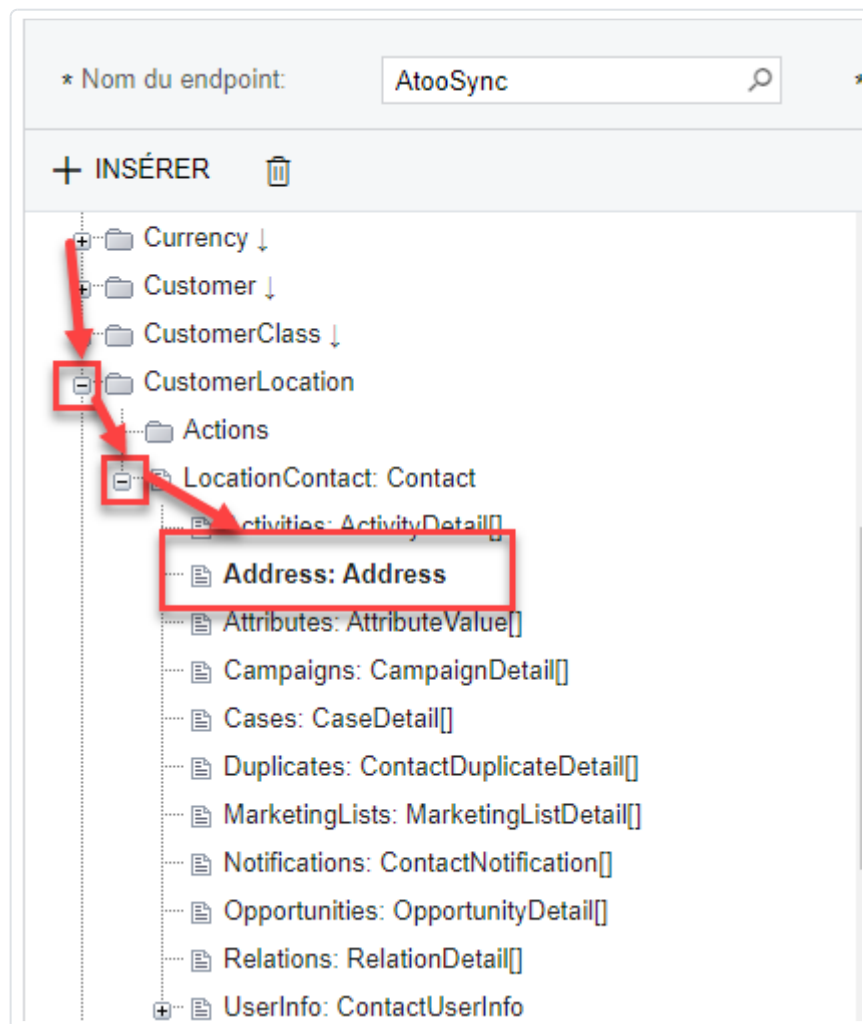 * Nom du endpoint: AtooSync *
+ INSÉRER
Currency ↓
Customer ↓
CustomerClass ↓
CustomerLocation
Actions
LocationContact: Contact
Activities: ActivityDetail[]
Address: Address
Attributes: AttributeValue[]
Campaigns: CampaignDetail[]
Cases: CaseDetail[]
Duplicates: ContactDuplicateDetail[]
MarketingLists: MarketingListDetail[]
Notifications: ContactNotification[]
Opportunities: OpportunityDetail[]
Relations: RelationDetail[]
UserInfo: ContactUserInfo